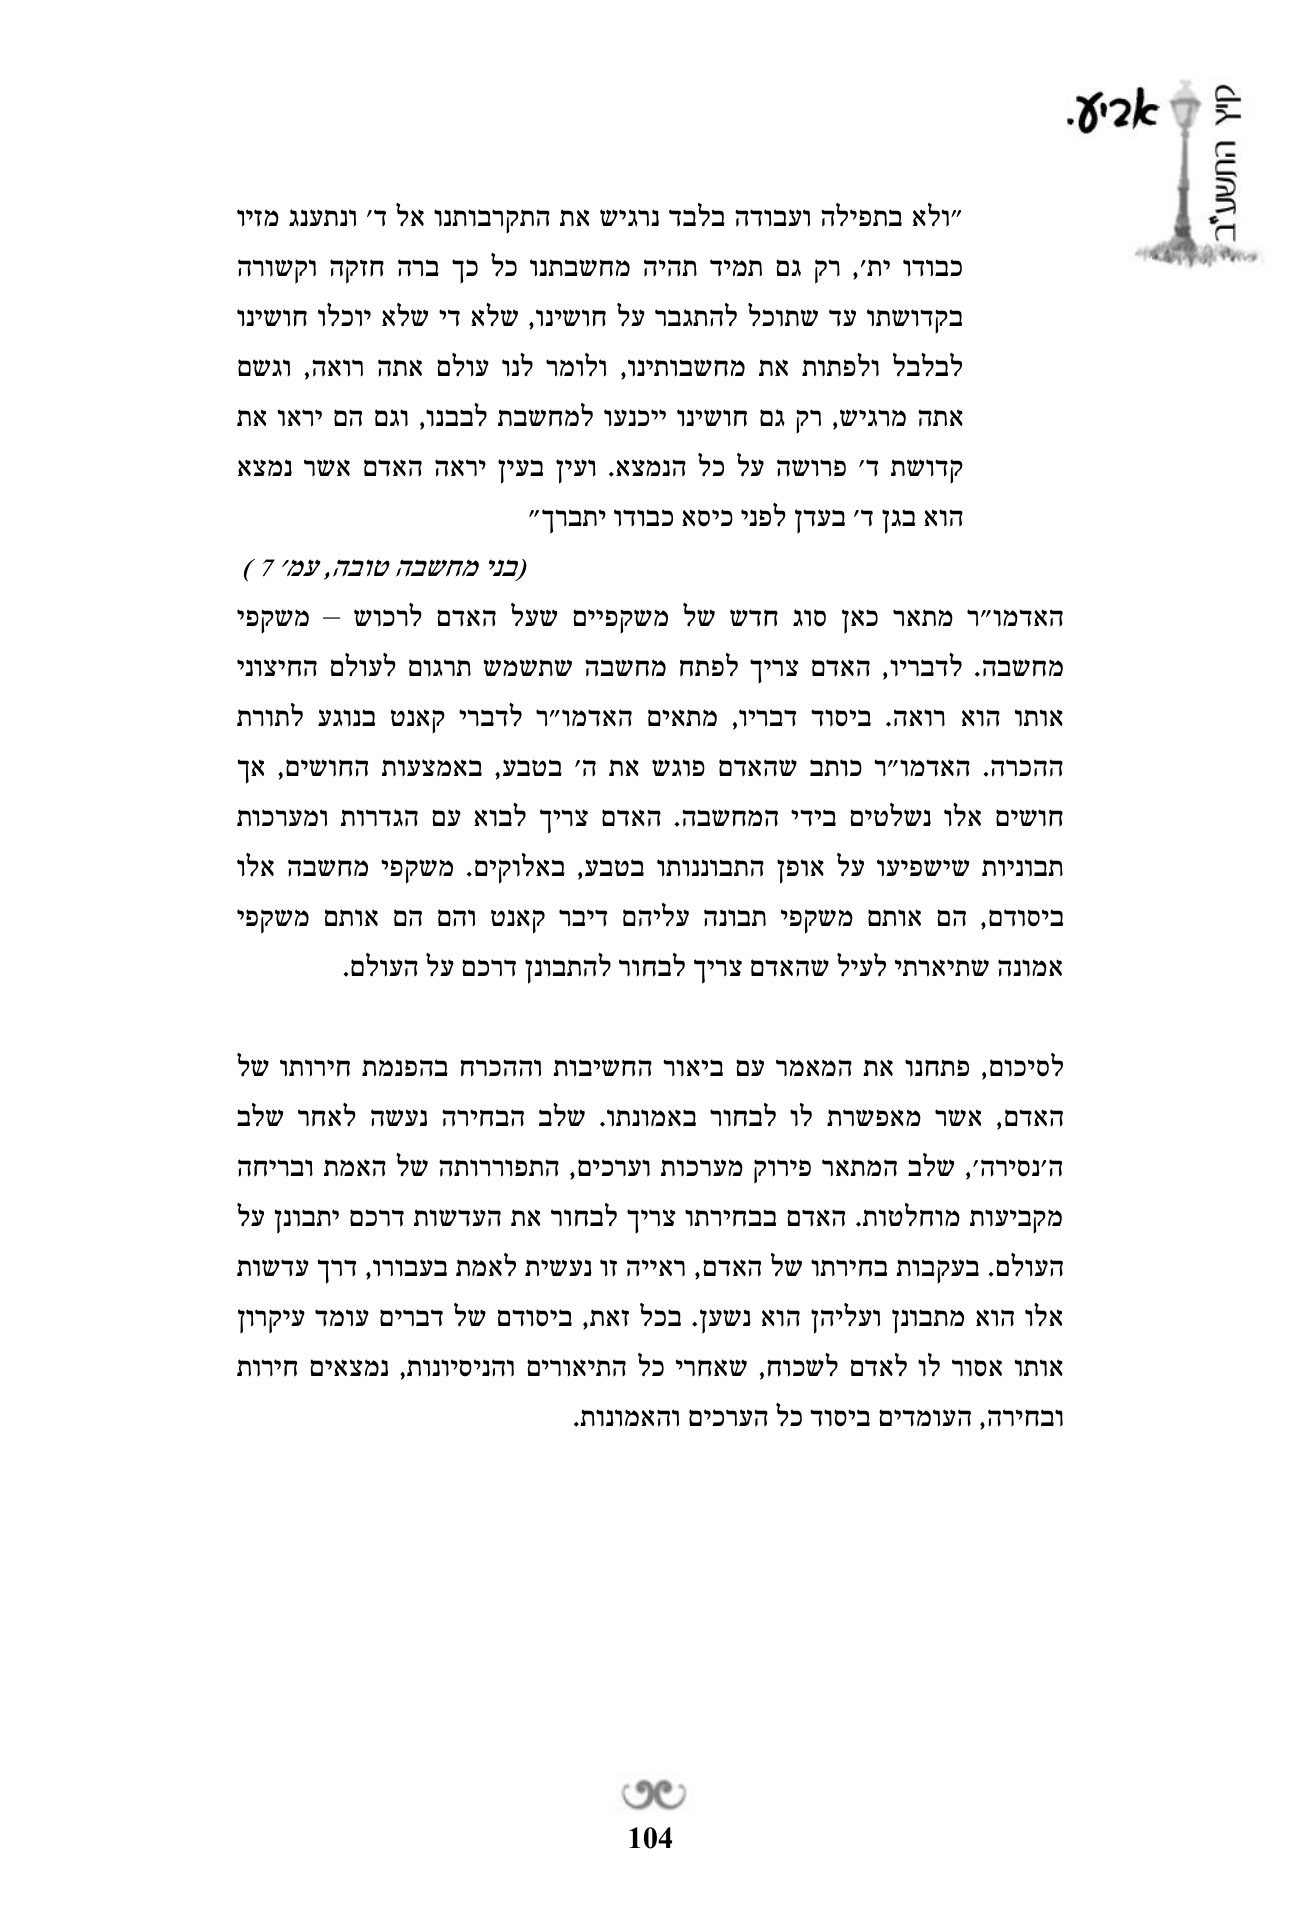 אביע.
קיץ התשע"ב
״ולא בתפילה ועבודה בלבד נרגיש את התקרבותנו אל ד׳ ונתענג מזיו
כבודו ית׳, רק גם תמיד תהיה מחשבתנו כל כך ברה חזקה וקשורה
בקדושתו עד שתוכל להתגבר על חושינו, שלא די שלא יוכלו חושינו
לבלבל ולפתות את מחשבותינו, ולומר לנו עולם אתה רואה, וגשם
אתה מרגיש, רק גם חושינו ייכנעו למחשבת לבבנו, וגם הם יראו את
קדושת ד׳ פרושה על כל הנמצא. ועין בעין יראה האדם אשר נמצא
הוא בגן ד׳ בעדן לפני כיסא כבודו יתברך״
(בני מחשבה טובה, עמ׳ 7 )
האדמו״ר מתאר כאן סוג חדש של משקפיים שעל האדם לרכוש – משקפי
מחשבה. לדבריו, האדם צריך לפתח מחשבה שתשמש תרגום לעולם החיצוני
אותו הוא רואה. ביסוד דבריו, מתאים האדמו״ר לדברי קאנט בנוגע לתורת
ההכרה. האדמו״ר כותב שהאדם פוגש את ה׳ בטבע, באמצעות החושים, אך
חושים אלו נשלטים בידי המחשבה. האדם צריך לבוא עם הגדרות ומערכות
תבוניות שישפיעו על אופן התבוננותו בטבע, באלוקים. משקפי מחשבה אלו
ביסודם, הם אותם משקפי תבונה עליהם דיבר קאנט והם הם אותם משקפי
אמונה שתיארתי לעיל שהאדם צריך לבחור להתבונן דרכם על העולם.
לסיכום, פתחנו את המאמר עם ביאור החשיבות וההכרח בהפנמת חירותו של
האדם, אשר מאפשרת לו לבחור באמונתו. שלב הבחירה נעשה לאחר שלב
ה׳נסירה׳, שלב המתאר פירוק מערכות וערכים, התפוררותה של האמת ובריחה
מקביעות מוחלטות. האדם בבחירתו צריך לבחור את העדשות דרכם יתבונן על
העולם. בעקבות בחירתו של האדם, ראייה זו נעשית לאמת בעבורו, דרך עדשות
אלו הוא מתבונן ועליהן הוא נשען. בכל זאת, ביסודם של דברים עומד עיקרון
אותו אסור לו לאדם לשכוח, שאחרי כל התיאורים והניסיונות, נמצאים חירות
ובחירה, העומדים ביסוד כל הערכים והאמונות.
104